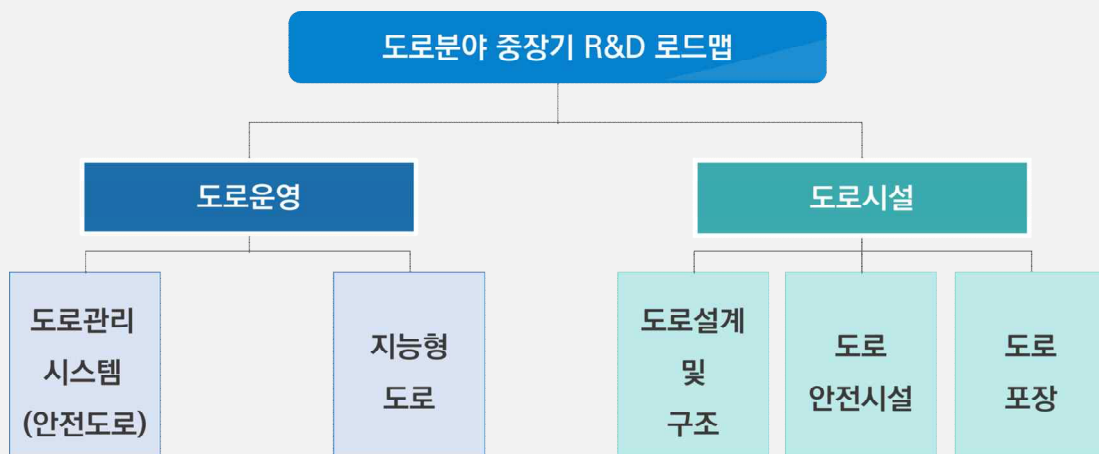 도로분야 중장기 R&D 로드맵
도로운영
도로시설
도로관리
시스템
(안전도로)
지능형
도로
도로설계
및
구조
도로
안전시설
도로
포장